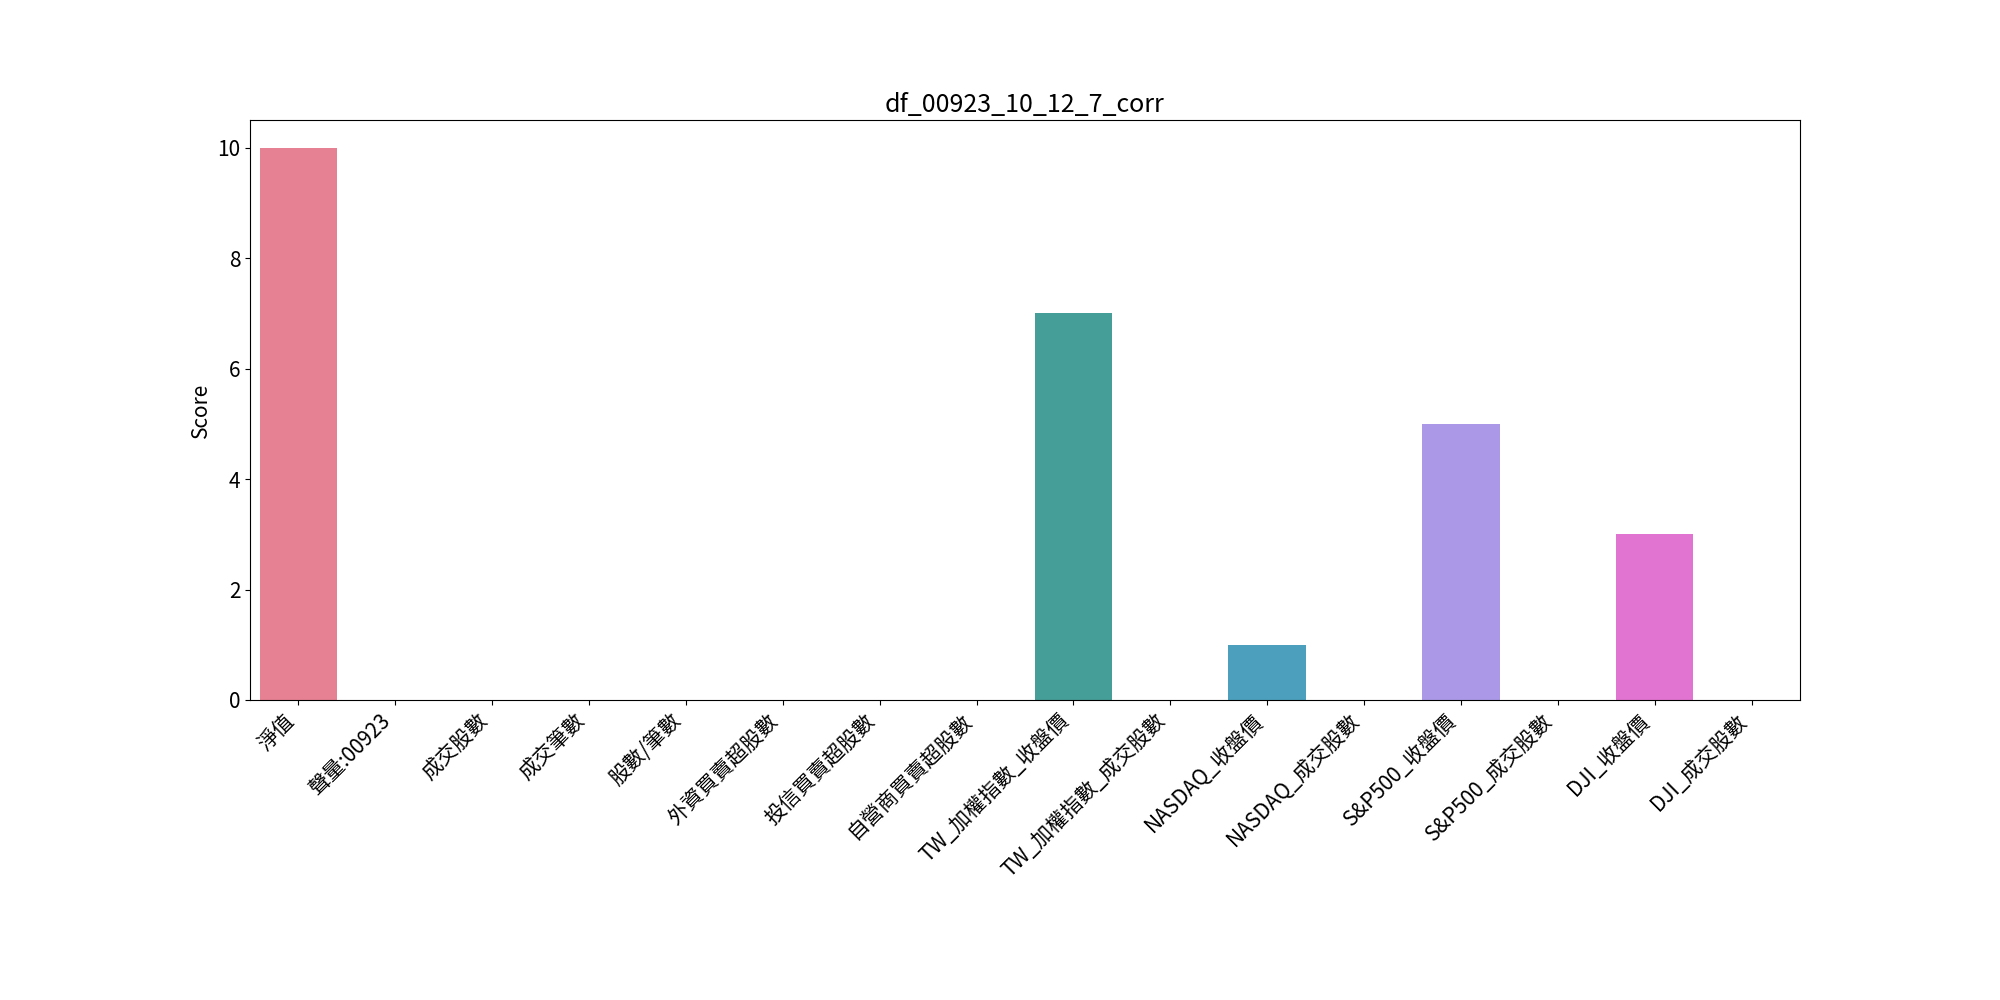 df_00923_10_12_7_corr
Score
10
8
6
4
2
0
淨值
聲量:00923
成交股數
成交筆數
股數/筆數
外資買賣超股數
投信買賣超股數
自營商買賣超股數
TW_加權指數_收盤價
TW_加權指數_成交股數
NASDAQ_收盤價
NASDAQ_成交股數
S&P500_收盤價
S&P500_成交股數
DJI_收盤價
DJI_成交股數